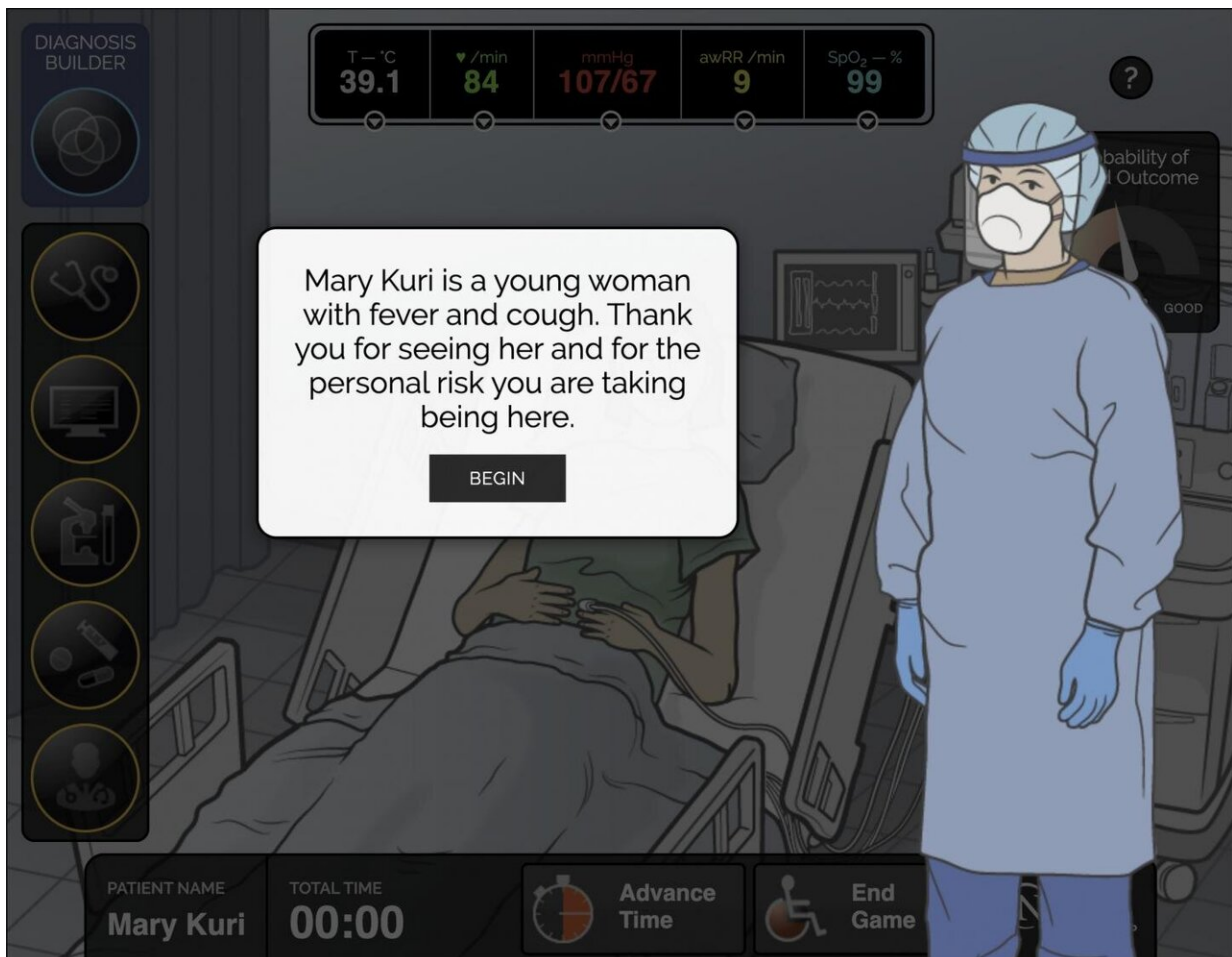 DIAGNOSIS
BUILDER
T — °C
39.1
♥ /min
84
mmHg
107/67
awRR /min
9
SpO₂ — %
99
?
bability of
Outcome
GOOD
Mary Kuri is a young woman
with fever and cough. Thank
you for seeing her and for the
personal risk you are taking
being here.
BEGIN
PATIENT NAME
Mary Kuri
TOTAL TIME
00:00
Advance
Time
End
Game
N